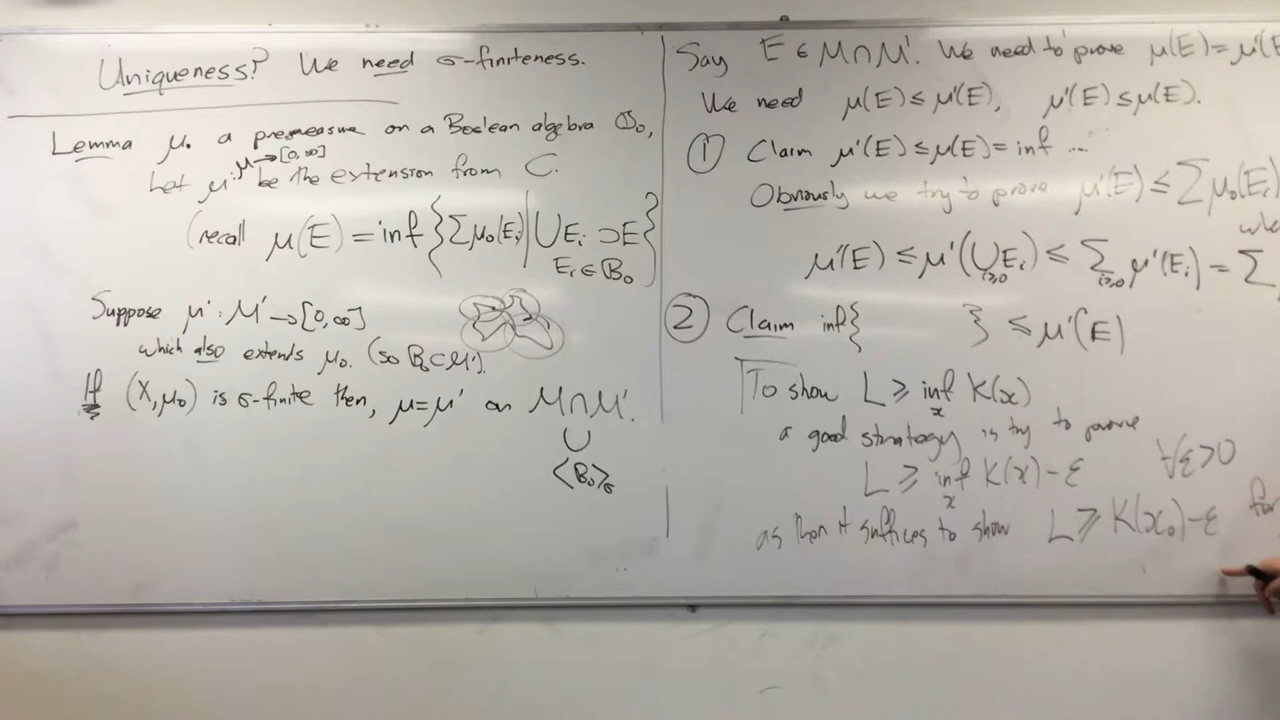 Uniqueness? We need σ-finiteness.
Lemma μ₀ a premeasure on a Boolean algebra B₀,
Let μ: M→[0,∞] be the extension from C.
(recall μ(E) = inf{Σμ₀(Eᵢ) | ∪Eᵢ ⊃ E}
Eᵢ ∈ B₀
Suppose μ' : M' → [0,∞]
which also extends μ₀. (so B₀ ⊂ M').
If (X,μ₀) is σ-finite then, μ=μ' on M∩M'.
∪
<B₀>σ
Say E ∈ M∩M'. We need to prove μ(E) = μ'(E
We need μ(E) ≤ μ'(E), μ'(E) ≤ μ(E).
① Claim μ'(E) ≤ μ(E) = inf ...
Obviously we try to prove μ'(E) ≤ Σμ₀(Eᵢ)
μ'(E) ≤ μ'(∪Eᵢ) ≤ Σ μ'(Eᵢ) = Σ
i≥0 i≥0
② Claim inf{ } ≤ μ'(E)
To show L ≥ inf K(x)
x
a good strategy is try to prove
L ≥ inf K(x) - ε ∀ε>0
x
as then it suffices to show L ≥ K(x₀) - ε for